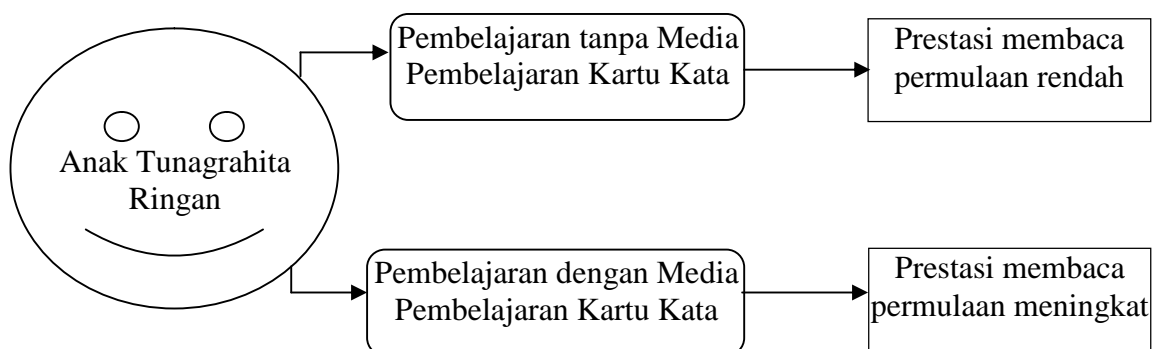 Pembelajaran tanpa Media
Pembelajaran Kartu Kata
Prestasi membaca
permulaan rendah
Anak Tunagrahita
Ringan
Pembelajaran dengan Media
Pembelajaran Kartu Kata
Prestasi membaca
permulaan meningkat